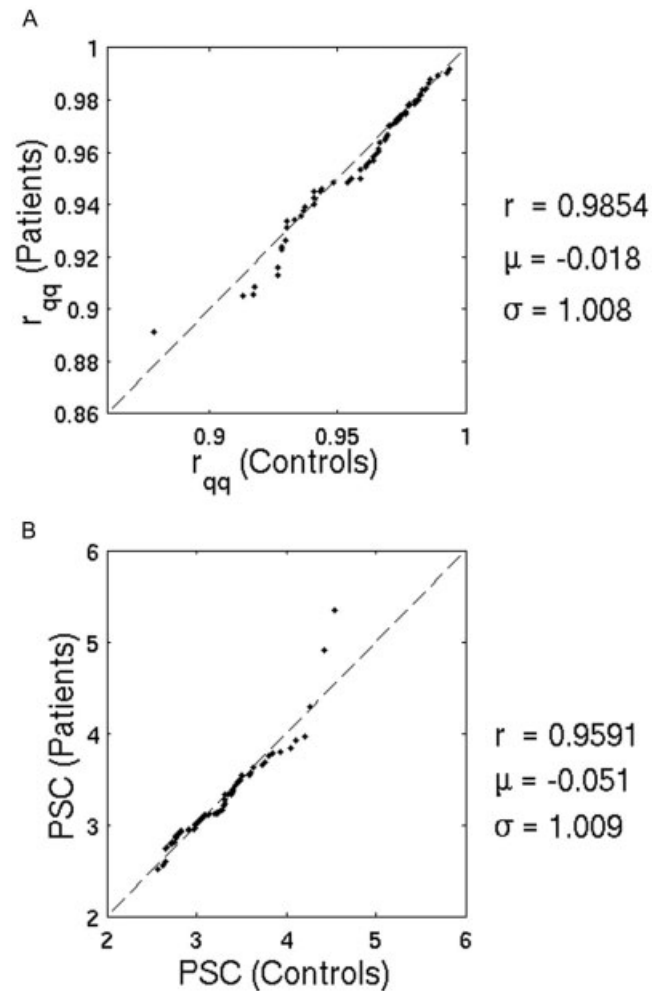 A
1
0.98
0.96
0.94
0.92
0.9
0.88
0.86
0.9 0.95 1
r_qq (Patients)
r_qq (Controls)
r = 0.9854
μ = -0.018
σ = 1.008
B
6
5
4
3
2
2 3 4 5 6
PSC (Patients)
PSC (Controls)
r = 0.9591
μ = -0.051
σ = 1.009